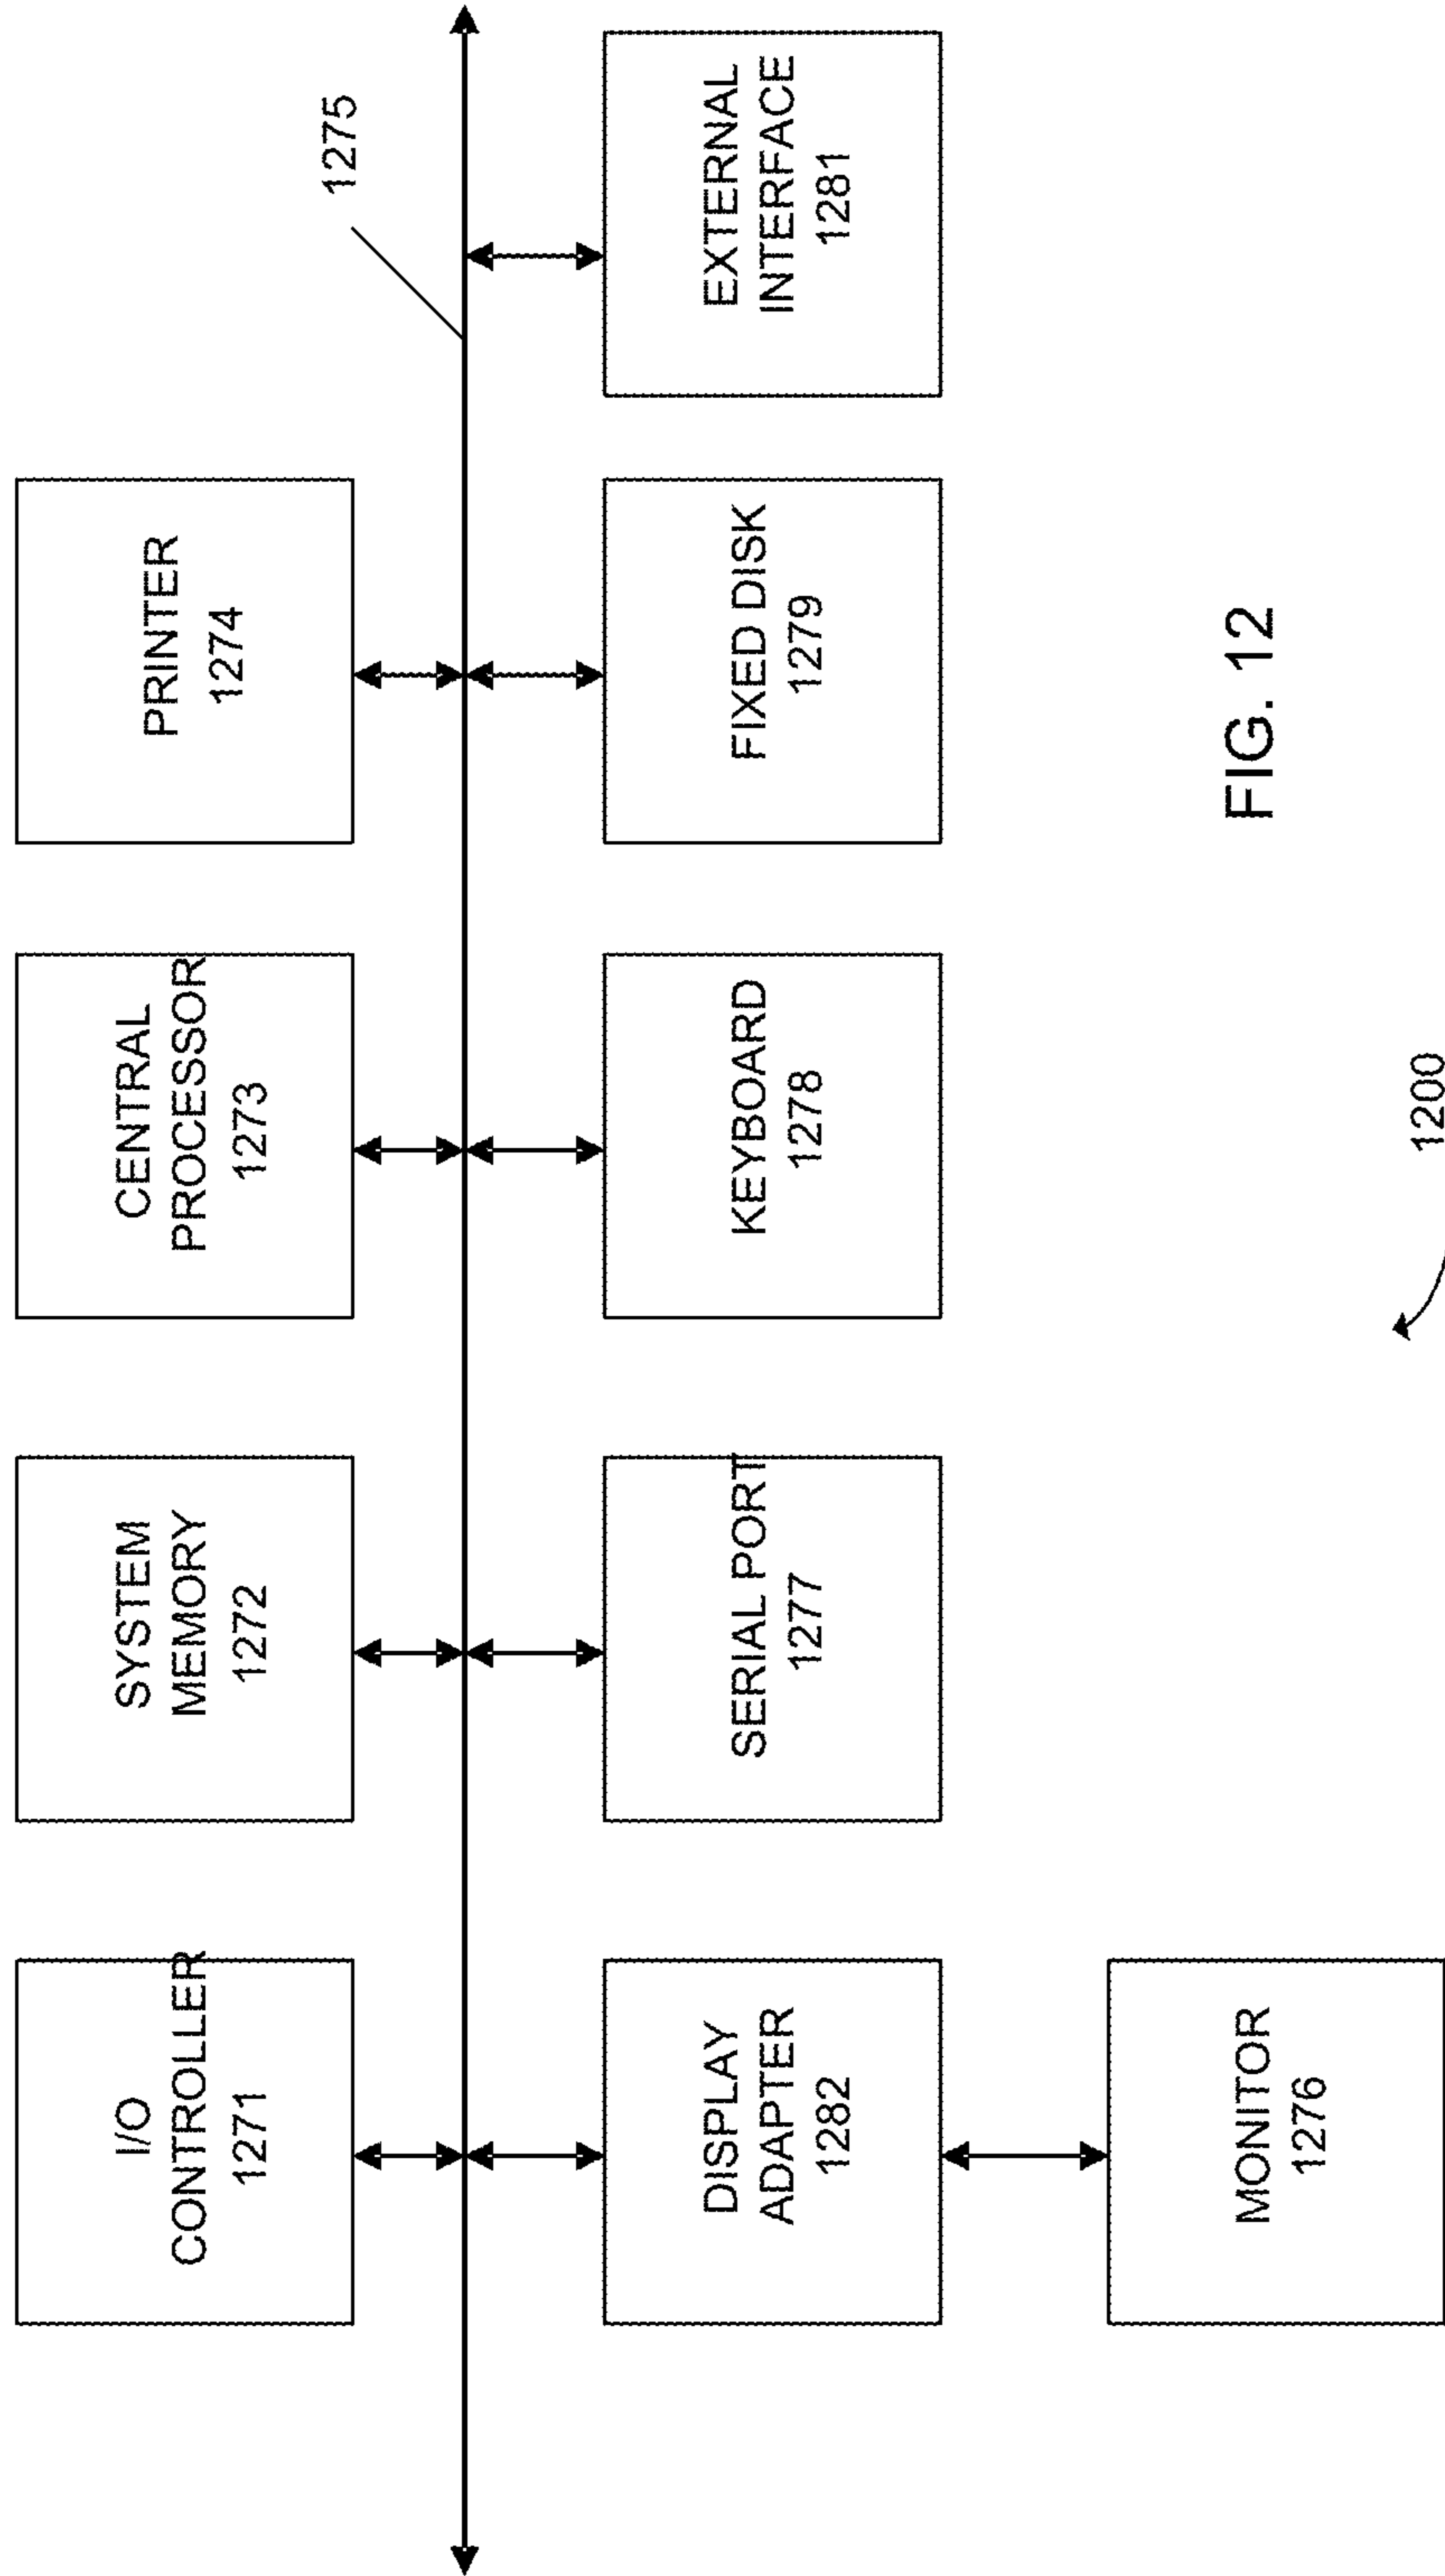 I/O
CONTROLLER
1271
SYSTEM
MEMORY
1272
CENTRAL
PROCESSOR
1273
PRINTER
1274
1275
DISPLAY
ADAPTER
1282
SERIAL PORT
1277
KEYBOARD
1278
FIXED DISK
1279
EXTERNAL
INTERFACE
1281
MONITOR
1276
FIG. 12
1200